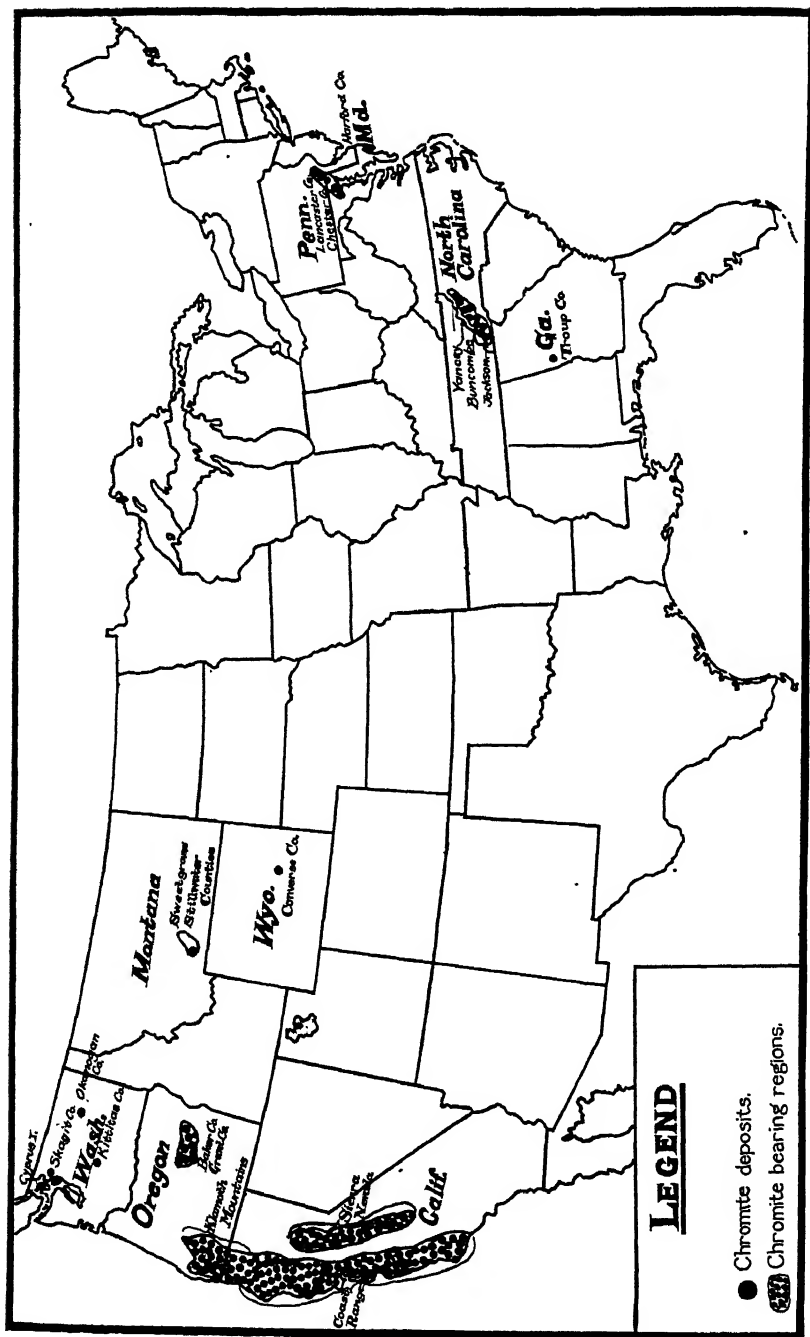 Cyprus I.
Skagit Co.
Okanogan
Co.
Wash.
Kittitas Co.
Oregon
Baker Co.
Grant Co.
Klamath
Mountains
Sierra
Nevada
Calif.
Coast
Range
Montana
Sweetgrass
Stillwater
Counties
Wyo.
Converse Co.
Penn.
Lancaster Co.
Chester Co.
Harford Co.
Md.
North
Carolina
Yancey
Buncombe
Jackson
Ga.
Troup Co.
LEGEND
Chromite deposits.
Chromite bearing regions.